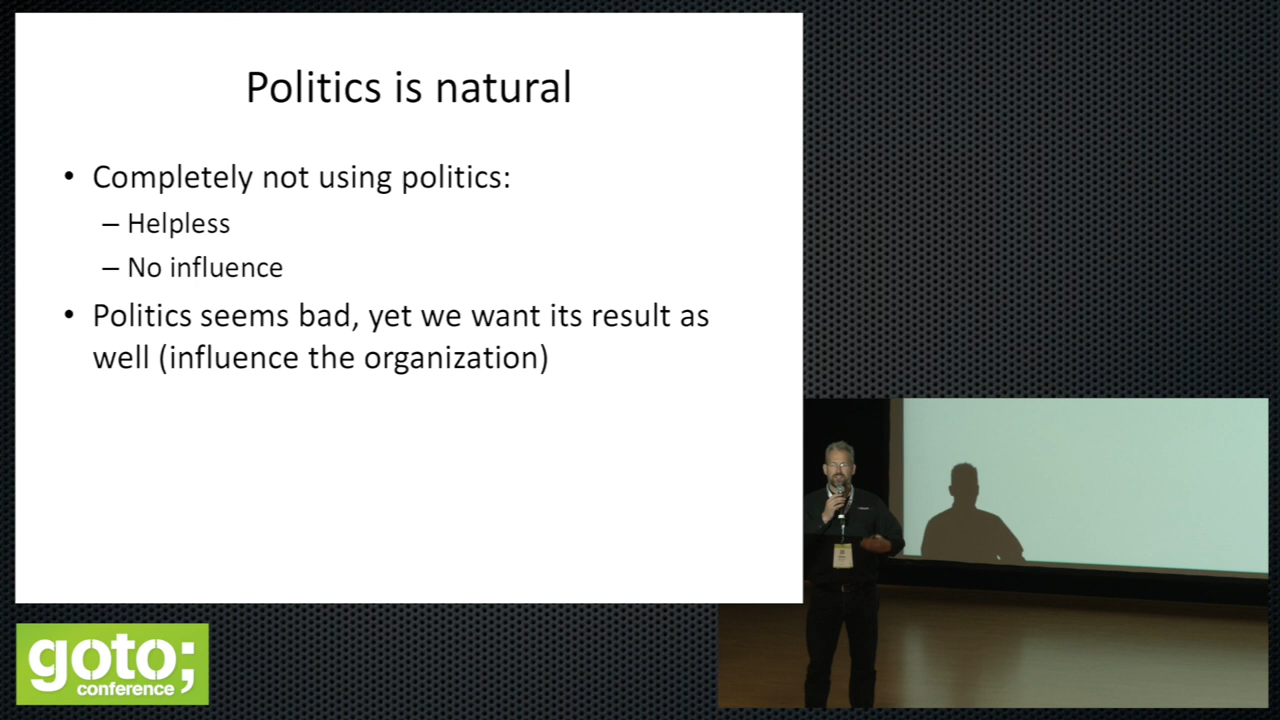 Politics is natural
• Completely not using politics:
– Helpless
– No influence
• Politics seems bad, yet we want its result as
well (influence the organization)
goto;
conference